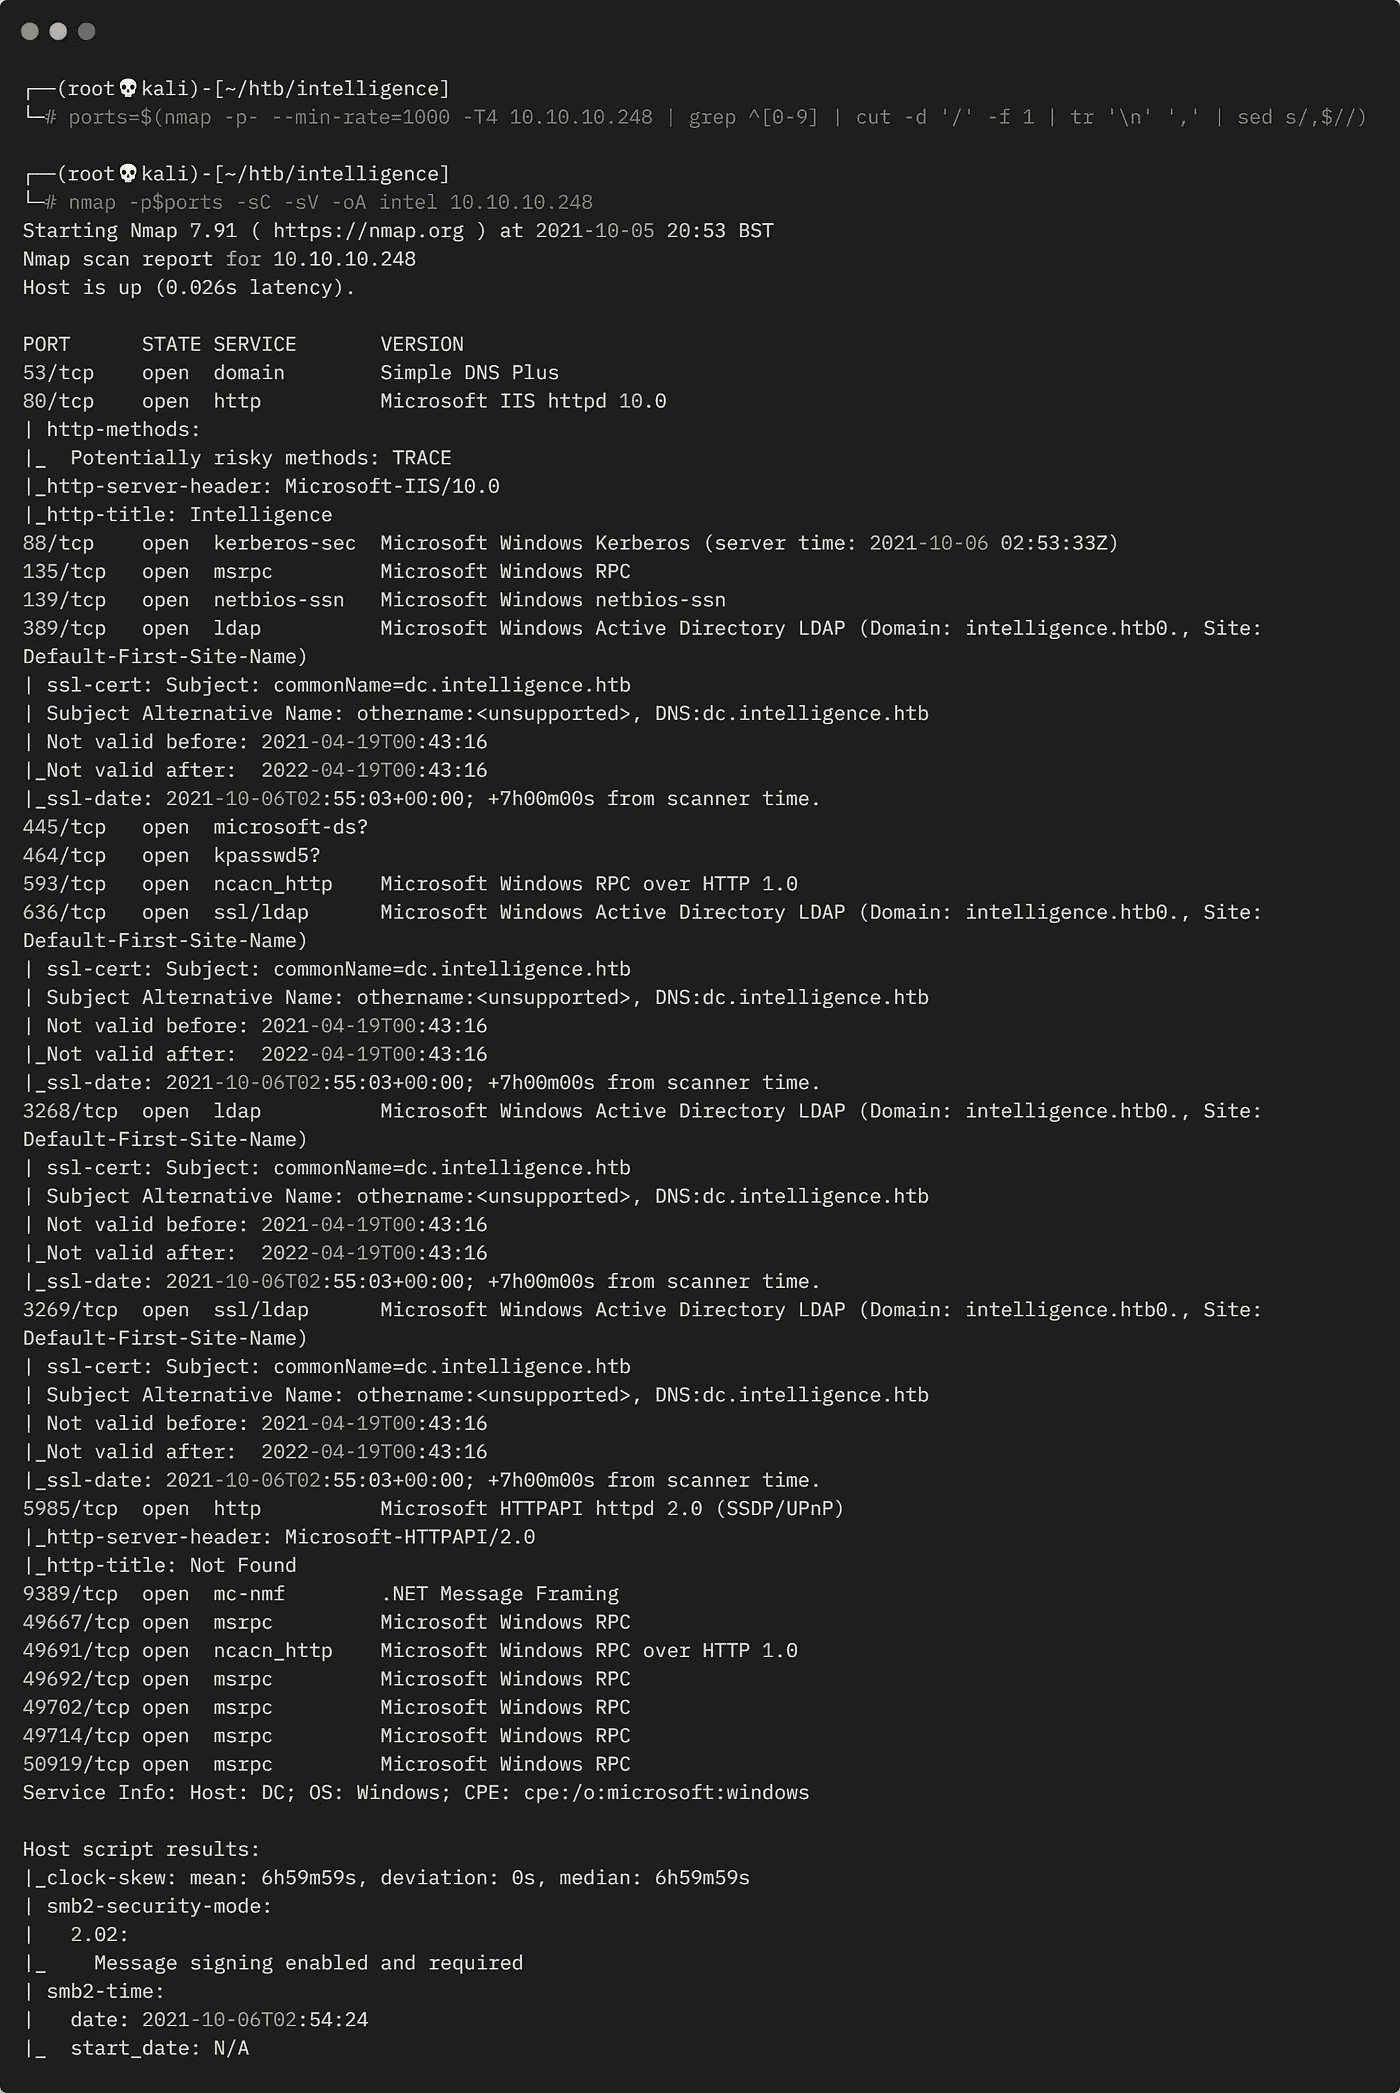 ┌──(root💀kali)-[~/htb/intelligence]
└─# ports=$(nmap -p- --min-rate=1000 -T4 10.10.10.248 | grep ^[0-9] | cut -d '/' -f 1 | tr '\n' ',' | sed s/,$//)

┌──(root💀kali)-[~/htb/intelligence]
└─# nmap -p$ports -sC -sV -oA intel 10.10.10.248
Starting Nmap 7.91 ( https://nmap.org ) at 2021-10-05 20:53 BST
Nmap scan report for 10.10.10.248
Host is up (0.026s latency).

PORT      STATE SERVICE       VERSION
53/tcp    open  domain        Simple DNS Plus
80/tcp    open  http          Microsoft IIS httpd 10.0
| http-methods:
|_  Potentially risky methods: TRACE
|_http-server-header: Microsoft-IIS/10.0
|_http-title: Intelligence
88/tcp    open  kerberos-sec  Microsoft Windows Kerberos (server time: 2021-10-06 02:53:33Z)
135/tcp   open  msrpc         Microsoft Windows RPC
139/tcp   open  netbios-ssn   Microsoft Windows netbios-ssn
389/tcp   open  ldap          Microsoft Windows Active Directory LDAP (Domain: intelligence.htb0., Site:
Default-First-Site-Name)
| ssl-cert: Subject: commonName=dc.intelligence.htb
| Subject Alternative Name: othername:<unsupported>, DNS:dc.intelligence.htb
| Not valid before: 2021-04-19T00:43:16
|_Not valid after:  2022-04-19T00:43:16
|_ssl-date: 2021-10-06T02:55:03+00:00; +7h00m00s from scanner time.
445/tcp   open  microsoft-ds?
464/tcp   open  kpasswd5?
593/tcp   open  ncacn_http    Microsoft Windows RPC over HTTP 1.0
636/tcp   open  ssl/ldap      Microsoft Windows Active Directory LDAP (Domain: intelligence.htb0., Site:
Default-First-Site-Name)
| ssl-cert: Subject: commonName=dc.intelligence.htb
| Subject Alternative Name: othername:<unsupported>, DNS:dc.intelligence.htb
| Not valid before: 2021-04-19T00:43:16
|_Not valid after:  2022-04-19T00:43:16
|_ssl-date: 2021-10-06T02:55:03+00:00; +7h00m00s from scanner time.
3268/tcp  open  ldap          Microsoft Windows Active Directory LDAP (Domain: intelligence.htb0., Site:
Default-First-Site-Name)
| ssl-cert: Subject: commonName=dc.intelligence.htb
| Subject Alternative Name: othername:<unsupported>, DNS:dc.intelligence.htb
| Not valid before: 2021-04-19T00:43:16
|_Not valid after:  2022-04-19T00:43:16
|_ssl-date: 2021-10-06T02:55:03+00:00; +7h00m00s from scanner time.
3269/tcp  open  ssl/ldap      Microsoft Windows Active Directory LDAP (Domain: intelligence.htb0., Site:
Default-First-Site-Name)
| ssl-cert: Subject: commonName=dc.intelligence.htb
| Subject Alternative Name: othername:<unsupported>, DNS:dc.intelligence.htb
| Not valid before: 2021-04-19T00:43:16
|_Not valid after:  2022-04-19T00:43:16
|_ssl-date: 2021-10-06T02:55:03+00:00; +7h00m00s from scanner time.
5985/tcp  open  http          Microsoft HTTPAPI httpd 2.0 (SSDP/UPnP)
|_http-server-header: Microsoft-HTTPAPI/2.0
|_http-title: Not Found
9389/tcp  open  mc-nmf        .NET Message Framing
49667/tcp open  msrpc         Microsoft Windows RPC
49691/tcp open  ncacn_http    Microsoft Windows RPC over HTTP 1.0
49692/tcp open  msrpc         Microsoft Windows RPC
49702/tcp open  msrpc         Microsoft Windows RPC
49714/tcp open  msrpc         Microsoft Windows RPC
50919/tcp open  msrpc         Microsoft Windows RPC
Service Info: Host: DC; OS: Windows; CPE: cpe:/o:microsoft:windows

Host script results:
|_clock-skew: mean: 6h59m59s, deviation: 0s, median: 6h59m59s
| smb2-security-mode:
|   2.02:
|_    Message signing enabled and required
| smb2-time:
|   date: 2021-10-06T02:54:24
|_  start_date: N/A